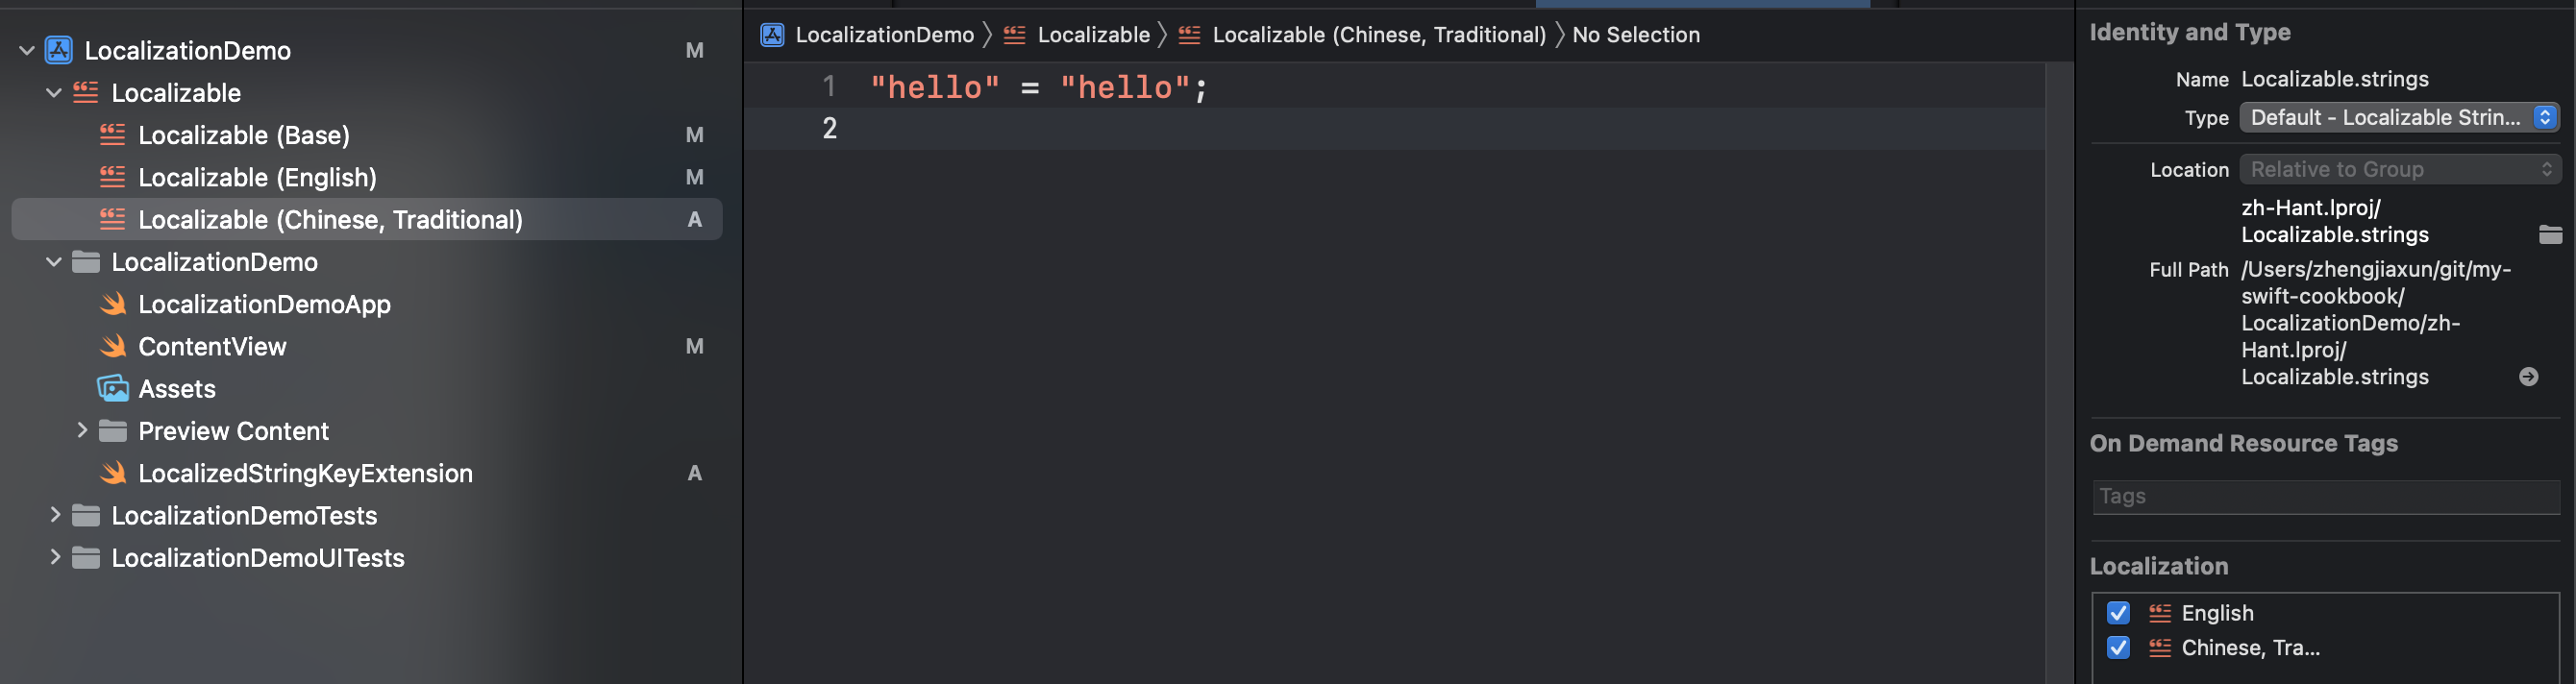 LocalizationDemo M
Localizable
Localizable (Base) M
Localizable (English) M
Localizable (Chinese, Traditional) A
LocalizationDemo
LocalizationDemoApp
ContentView M
Assets
Preview Content
LocalizedStringKeyExtension A
LocalizationDemoTests
LocalizationDemoUITests
LocalizationDemo Localizable Localizable (Chinese, Traditional) No Selection
1 "hello" = "hello";
2
Identity and Type
Name Localizable.strings
Type Default - Localizable Strin...
Location Relative to Group
zh-Hant.lproj/
Localizable.strings
Full Path /Users/zhengjiaxun/git/my-
swift-cookbook/
LocalizationDemo/zh-
Hant.lproj/
Localizable.strings
On Demand Resource Tags
Tags
Localization
English
Chinese, Tra...